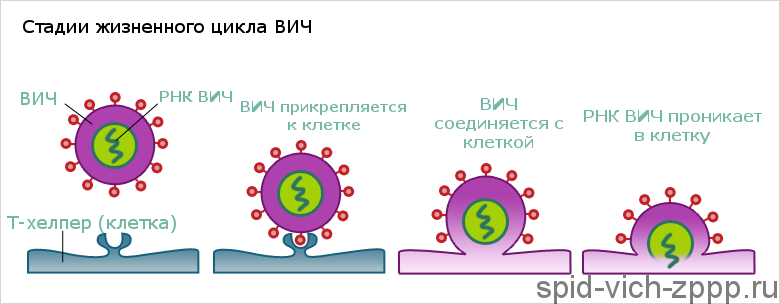 Стадии жизненного цикла ВИЧ
ВИЧ
РНК ВИЧ
Т-хелпер (клетка)
ВИЧ прикрепляется
к клетке
ВИЧ
соединяется с
клеткой
РНК ВИЧ проникает
в клетку
spid-vich-zppp.ru